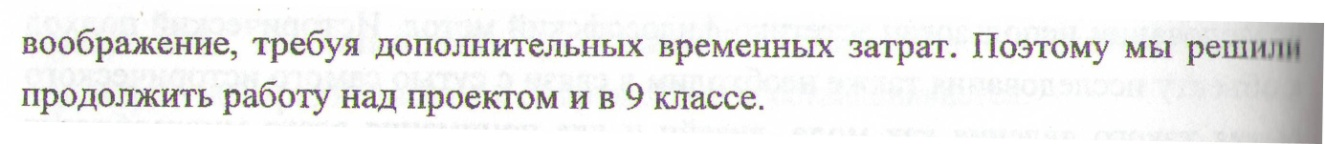 воображение, требуя дополнительных временных затрат. Поэтому мы решили
продолжить работу над проектом и в 9 классе.